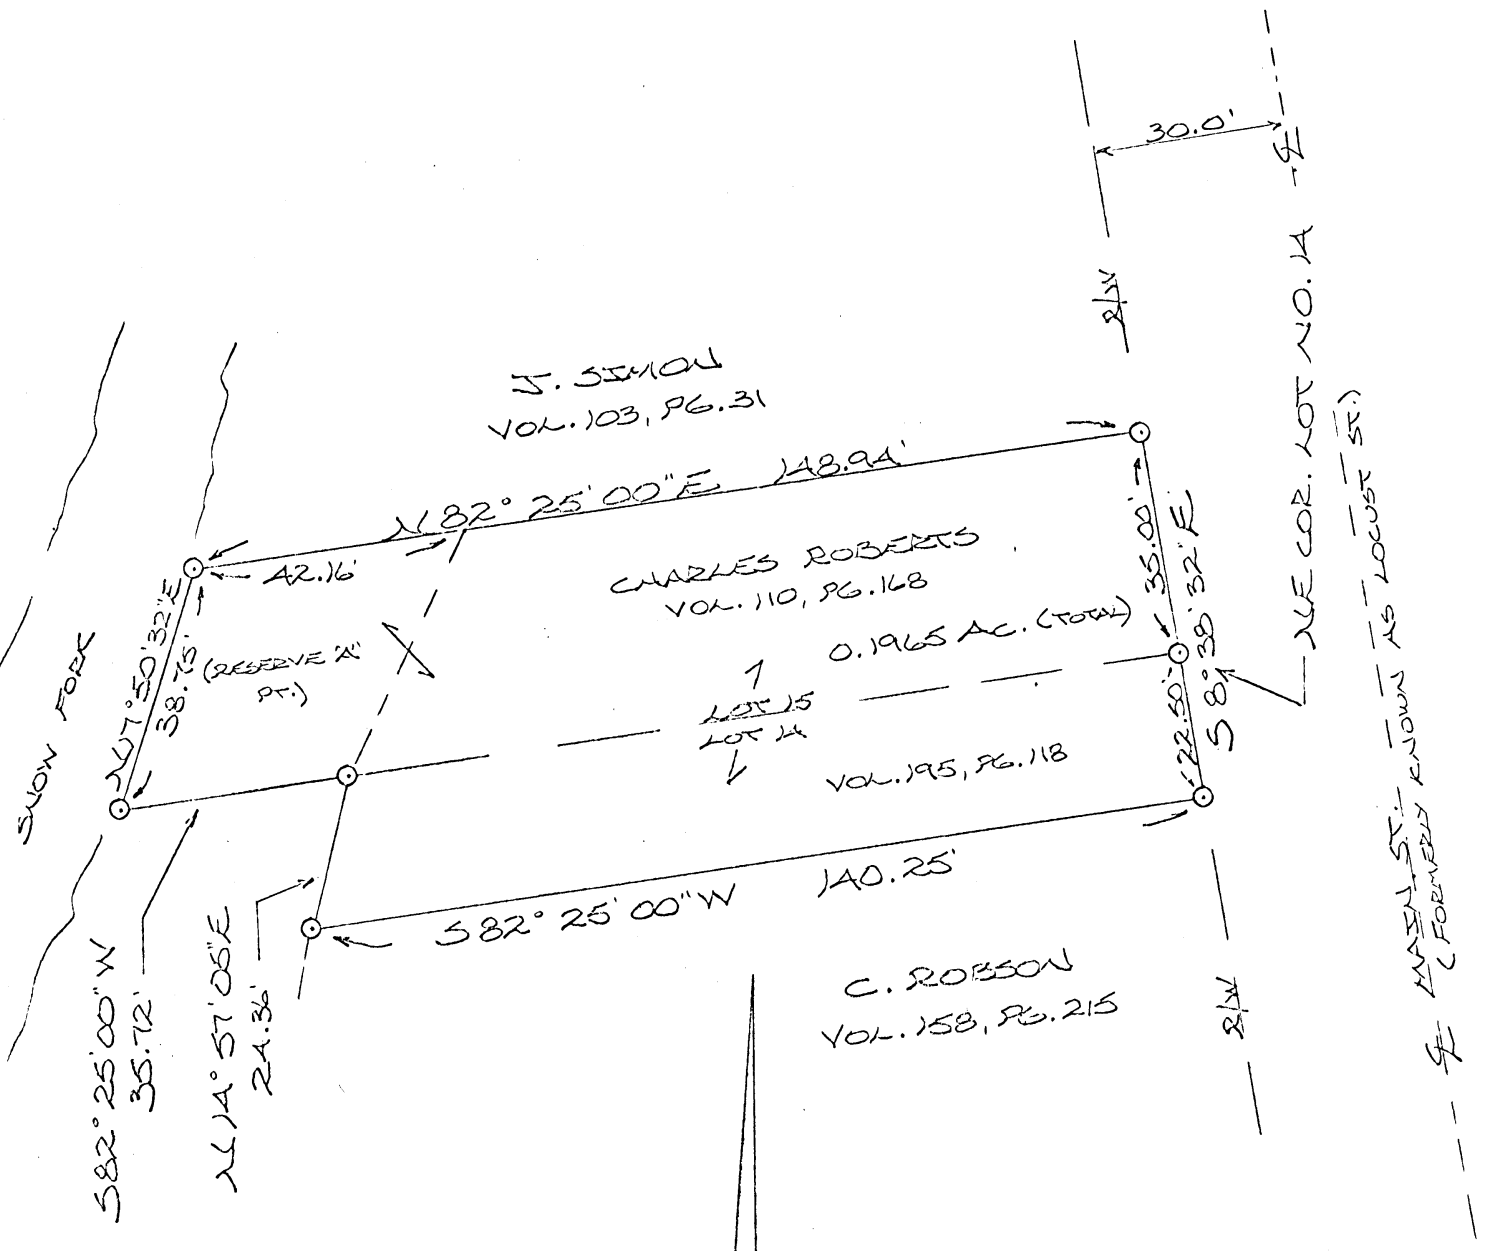 30.0'
℄
NE COR. LOT NO. 14
J. SIMON
VOL. 103, PG. 31
N 82° 25' 00" E 148.94'
42.16'
CHARLES ROBERTS
VOL. 110, PG. 168
0.1965 AC. (TOTAL)
(RESERVE 'A'
PT.)
N 17° 50' 32" E
38.75'
SNOW FORK
LOT 15
LOT 14
VOL. 195, PG. 118
35.00'
22.50'
S 8° 38' 32" E
R/W
S 82° 25' 00" W 140.25'
S 82° 25' 00" W
35.72'
N 14° 57' 05" E
24.36'
C. ROBSON
VOL. 158, PG. 215
R/W
℄ MAIN ST.
(FORMERLY KNOWN AS LOCUST ST.)